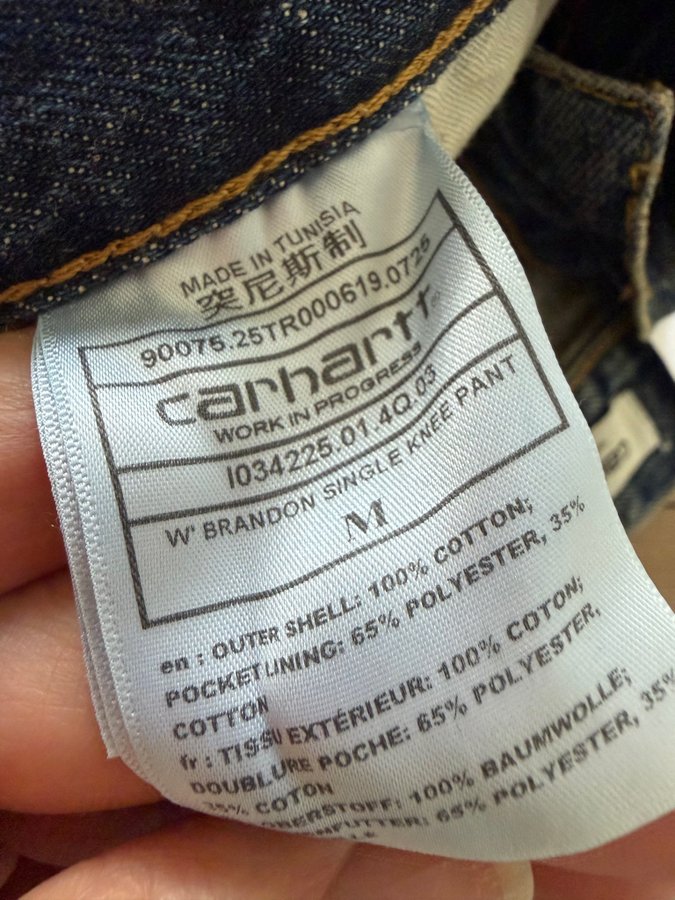 MADE IN TUNISIA
突尼斯制
90075.25TR000619.0725
carhartt
WORK IN PROGRESS
I034225.01.4Q.03
W' BRANDON SINGLE KNEE PANT
M
en : OUTER SHELL: 100% COTTON;
POCKETLINING: 65% POLYESTER, 35%
COTTON
fr : TISSU EXTÉRIEUR: 100% COTON;
DOUBLURE POCHE: 65% POLYESTER,
35% COTON
OBERSTOFF: 100% BAUMWOLLE;
65% POLYESTER, 35%